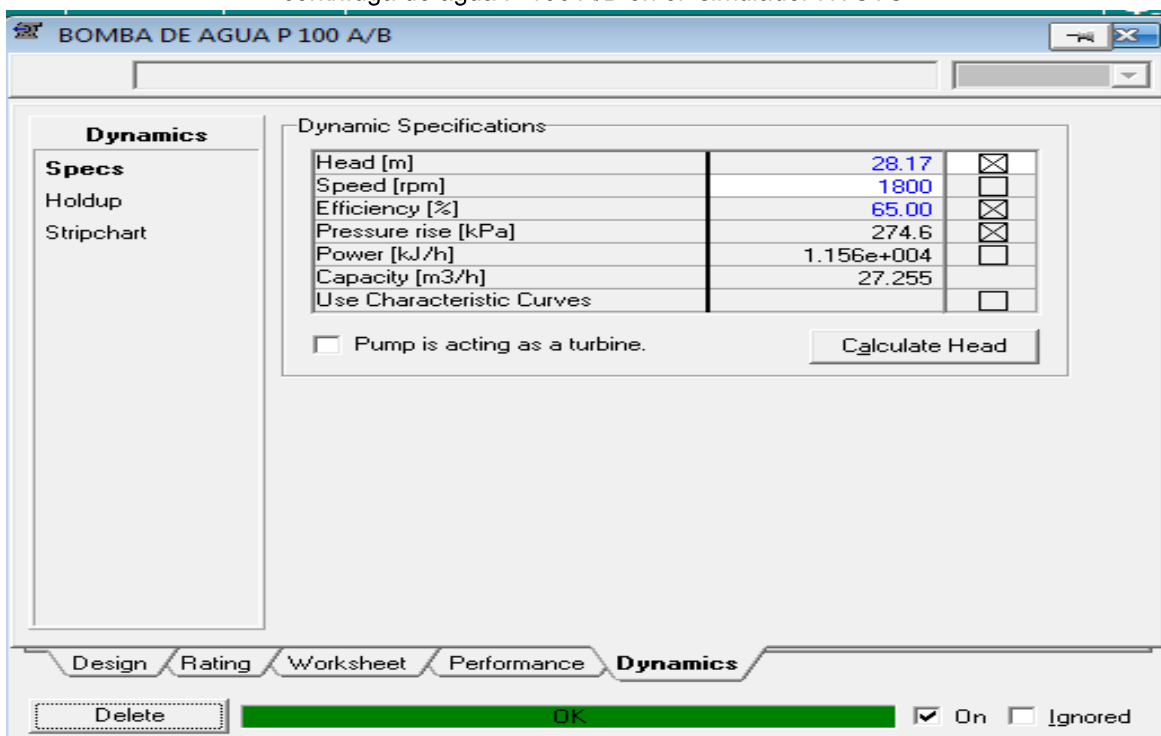 BOMBA DE AGUA P 100 A/B
Dynamics
Specs
Holdup
Stripchart
Dynamic Specifications
Head [m] 28.17
Speed [rpm] 1800
Efficiency [%] 65.00
Pressure rise [kPa] 274.6
Power [kJ/h] 1.156e+004
Capacity [m3/h] 27.255
Use Characteristic Curves
Pump is acting as a turbine.
Calculate Head
Design Rating Worksheet Performance Dynamics
Delete OK On Ignored